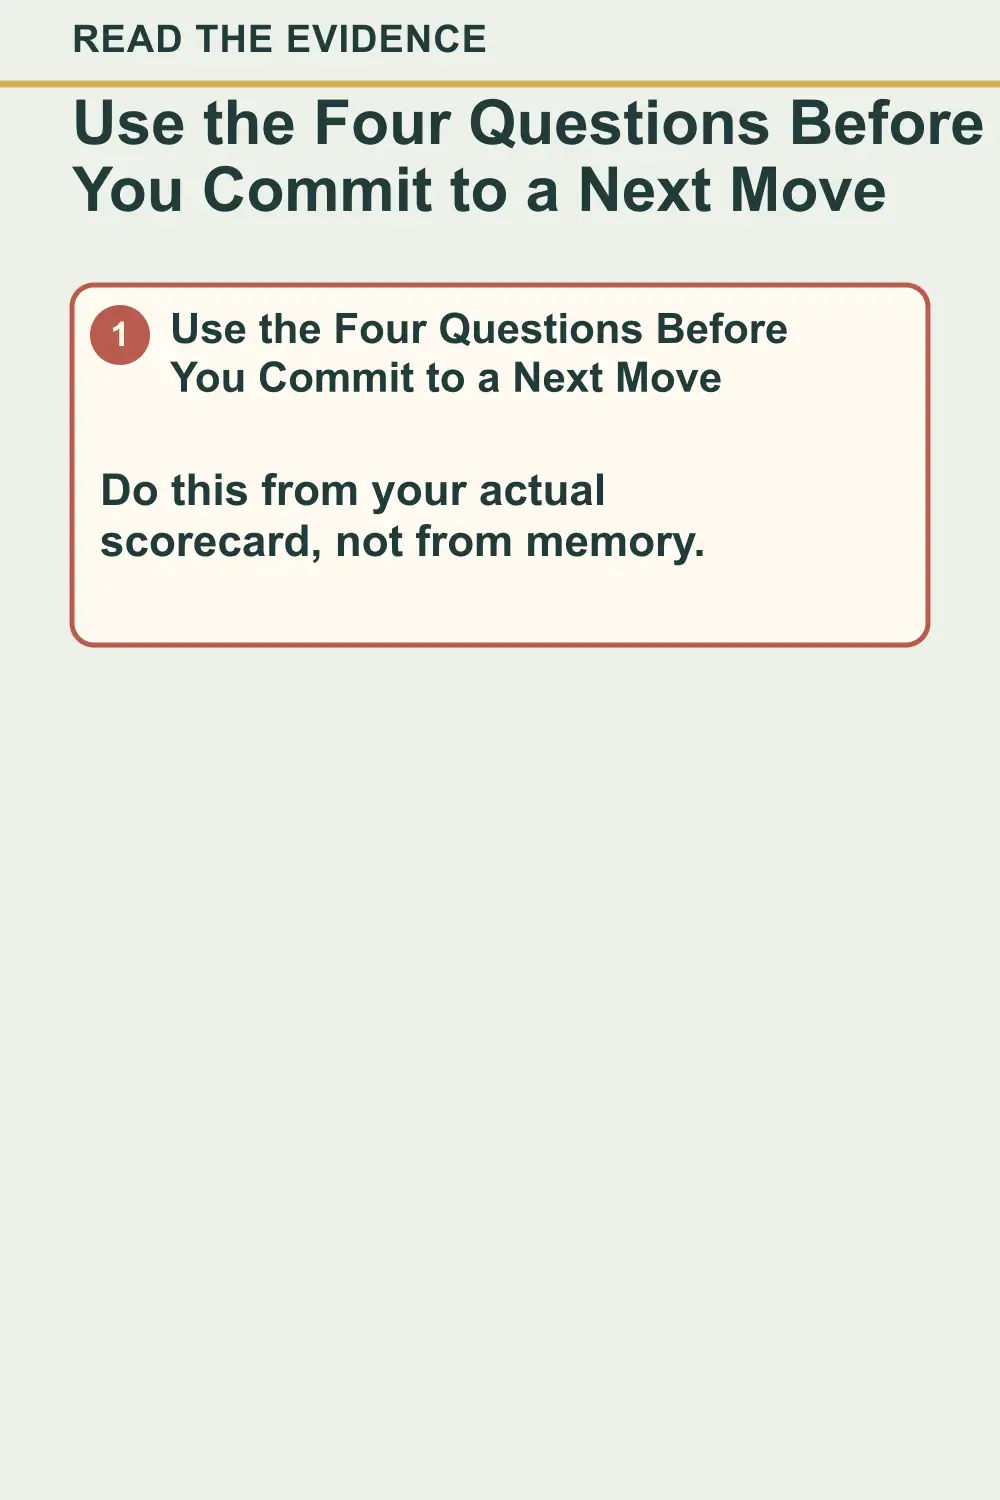 READ THE EVIDENCE
Use the Four Questions Before
You Commit to a Next Move
1
Use the Four Questions Before
You Commit to a Next Move
Do this from your actual
scorecard, not from memory.